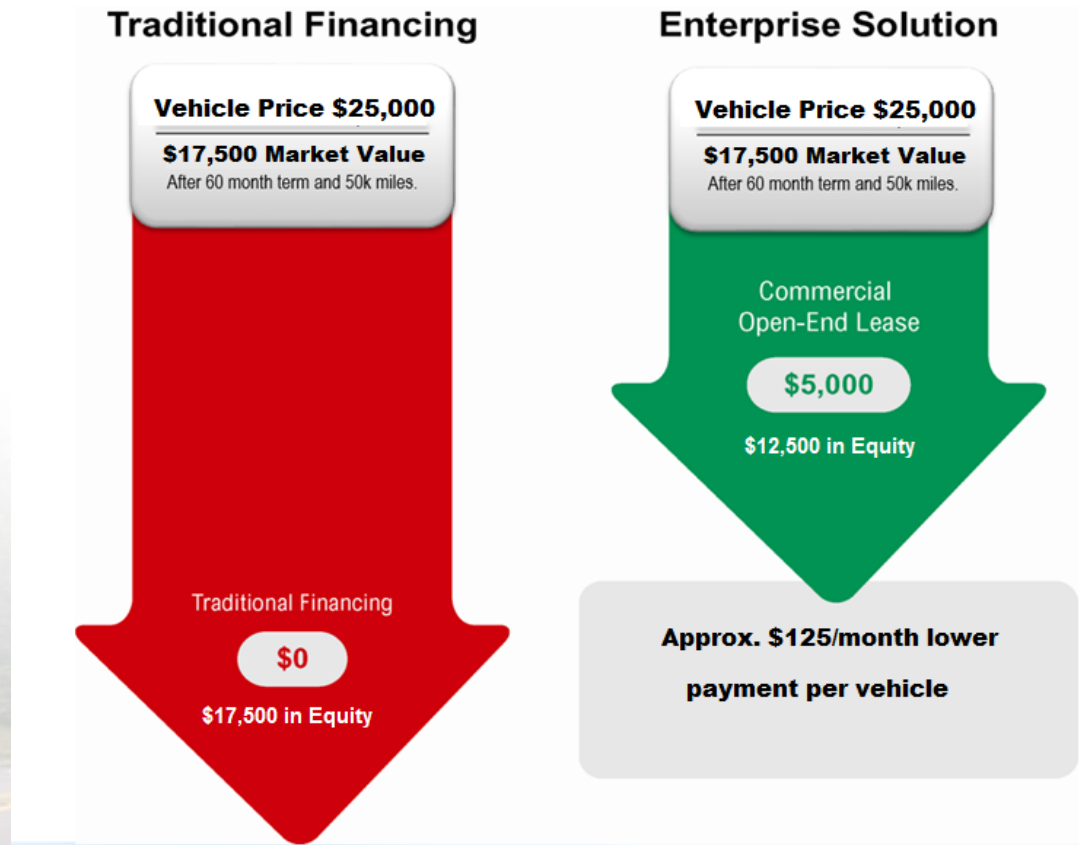 Traditional Financing
Vehicle Price $25,000
$17,500 Market Value
After 60 month term and 50k miles.
Traditional Financing
$0
$17,500 in Equity
Enterprise Solution
Vehicle Price $25,000
$17,500 Market Value
After 60 month term and 50k miles.
Commercial
Open-End Lease
$5,000
$12,500 in Equity
Approx. $125/month lower
payment per vehicle